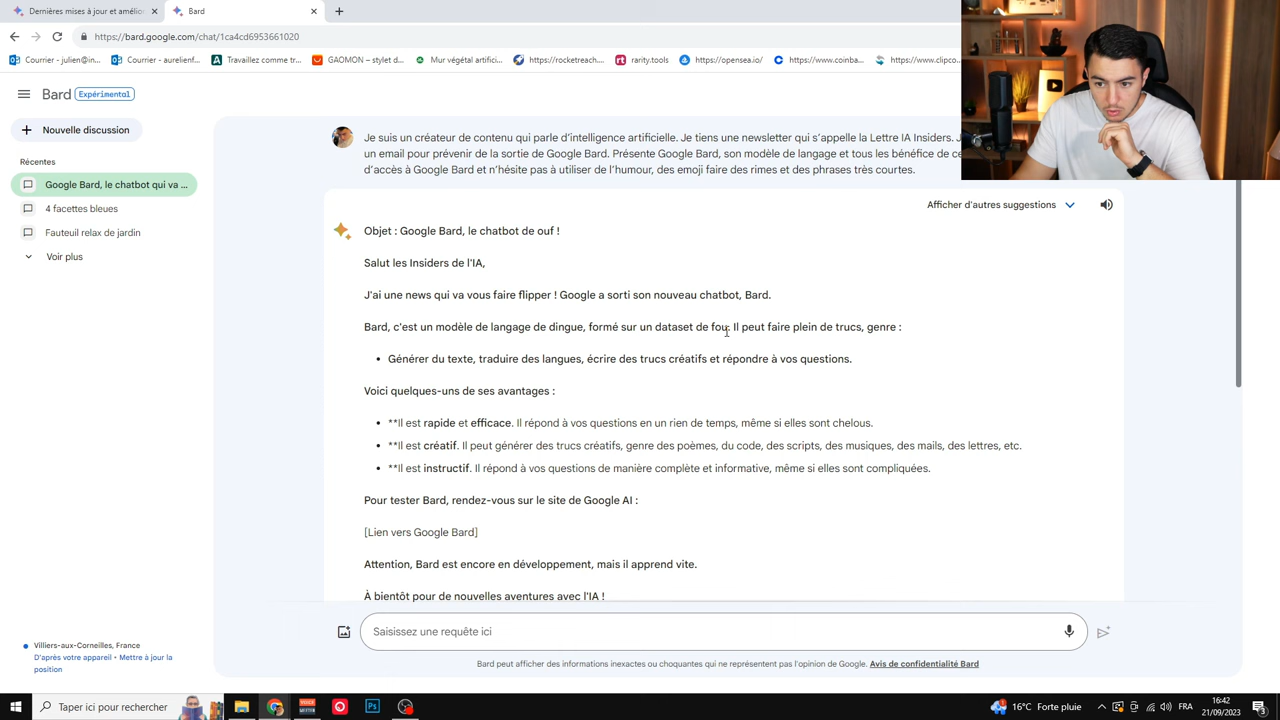 Dernières mises à jour et amélio
Bard
https://bard.google.com/chat/1ca4cd6953661020
Courrier - julien@in...
Courrier - aurelienf...
Travaillez comme tr...
GAOMON – stylet d...
Mur végétal artifici...
https://rocketreach...
rarity.tools
https://opensea.io/
https://www.coinba...
https://www.clipco...
Bard
Expérimental
Nouvelle discussion
Récentes
Google Bard, le chatbot qui va ...
4 facettes bleues
Fauteuil relax de jardin
Voir plus
Je suis un créateur de contenu qui parle d'intelligence artificielle. Je tiens une newsletter qui s'appelle la Lettre IA Insiders.
un email pour prévenir de la sortie de Google Bard. Présente Google Bard, son modèle de langage et tous les bénéfice de
d'accès à Google Bard et n'hésite pas à utiliser de l'humour, des emoji faire des rimes et des phrases très courtes.
Afficher d'autres suggestions
Objet : Google Bard, le chatbot de ouf !
Salut les Insiders de l'IA,
J'ai une news qui va vous faire flipper ! Google a sorti son nouveau chatbot, Bard.
Bard, c'est un modèle de langage de dingue, formé sur un dataset de fou. Il peut faire plein de trucs, genre :
• Générer du texte, traduire des langues, écrire des trucs créatifs et répondre à vos questions.
Voici quelques-uns de ses avantages :
• **Il est rapide et efficace. Il répond à vos questions en un rien de temps, même si elles sont chelous.
• **Il est créatif. Il peut générer des trucs créatifs, genre des poèmes, du code, des scripts, des musiques, des mails, des lettres, etc.
• **Il est instructif. Il répond à vos questions de manière complète et informative, même si elles sont compliquées.
Pour tester Bard, rendez-vous sur le site de Google AI :
[Lien vers Google Bard]
Attention, Bard est encore en développement, mais il apprend vite.
À bientôt pour de nouvelles aventures avec l'IA !
Saisissez une requête ici
Bard peut afficher des informations inexactes ou choquantes qui ne représentent pas l'opinion de Google. Avis de confidentialité Bard
Villiers-aux-Corneilles, France
D'après votre appareil • Mettre à jour la
position
Taper ici pour rechercher
Ps
16°C Forte pluie
FRA
16:42
21/09/2023